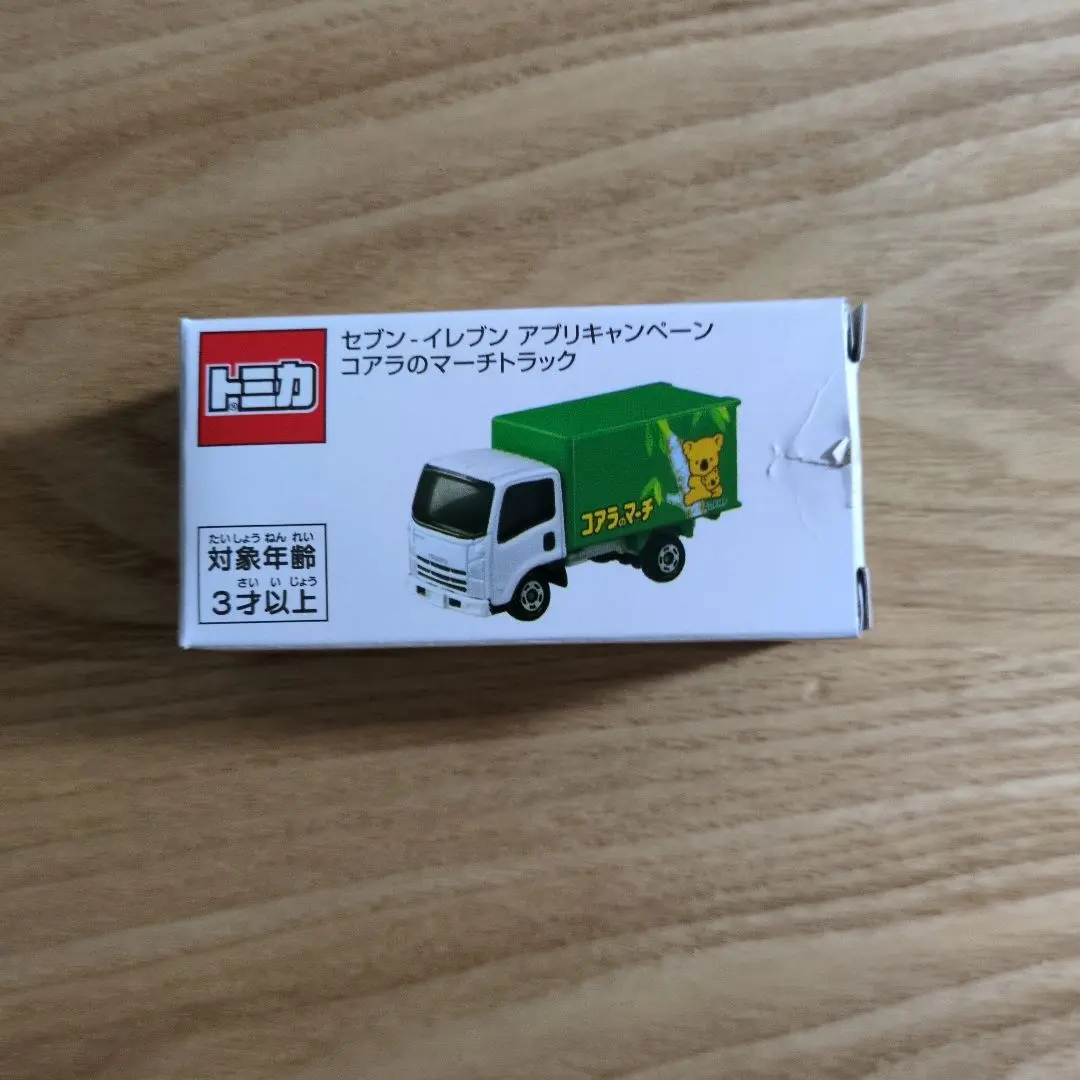 トミカ
セブン-イレブン アプリキャンペーン
コアラのマーチトラック
コアラのマーチ
たいしょう ねん れい
対象年齢
さい い じょう
3才以上